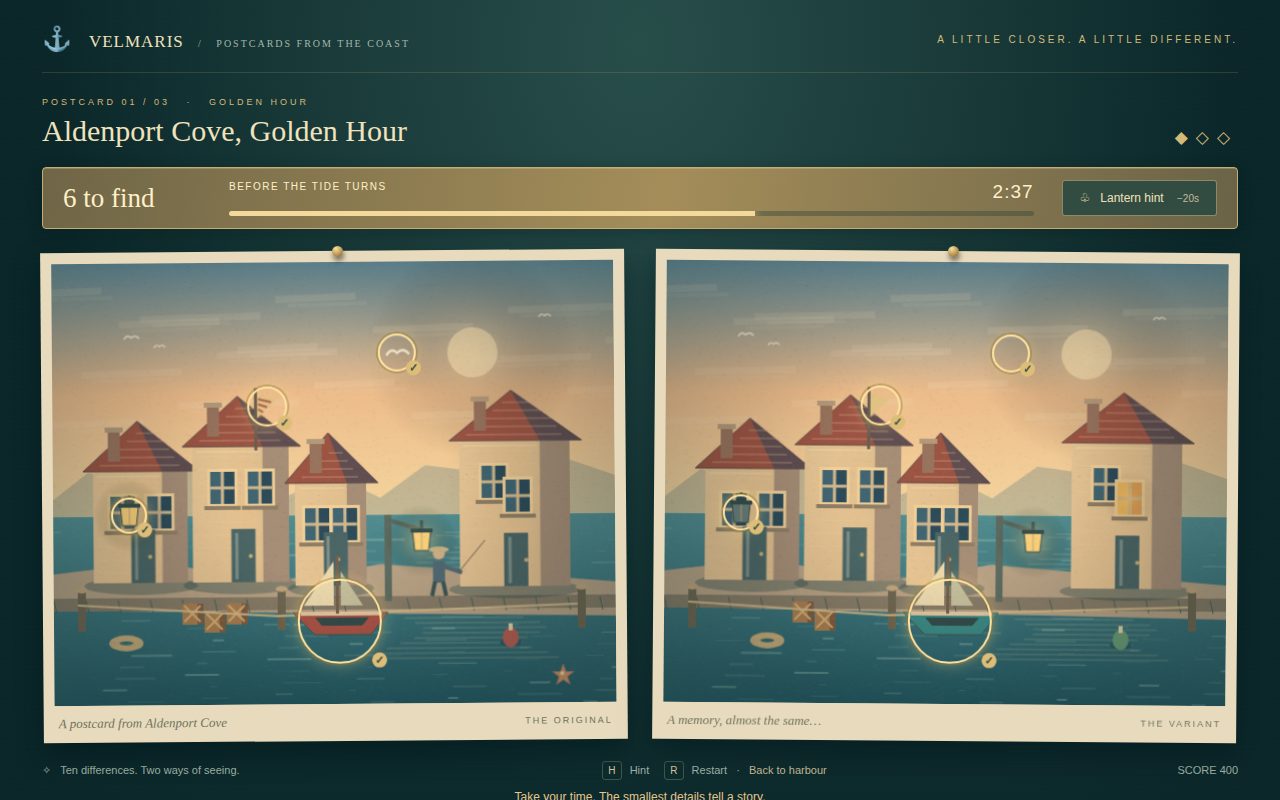 VELMARIS / POSTCARDS FROM THE COAST
A LITTLE CLOSER. A LITTLE DIFFERENT.
POSTCARD 01 / 03 · GOLDEN HOUR
Aldenport Cove, Golden Hour
6 to find
BEFORE THE TIDE TURNS
2:37
Lantern hint −20s
A postcard from Aldenport Cove
THE ORIGINAL
A memory, almost the same…
THE VARIANT
Ten differences. Two ways of seeing.
H Hint R Restart · Back to harbour
SCORE 400
Take your time. The smallest details tell a story.